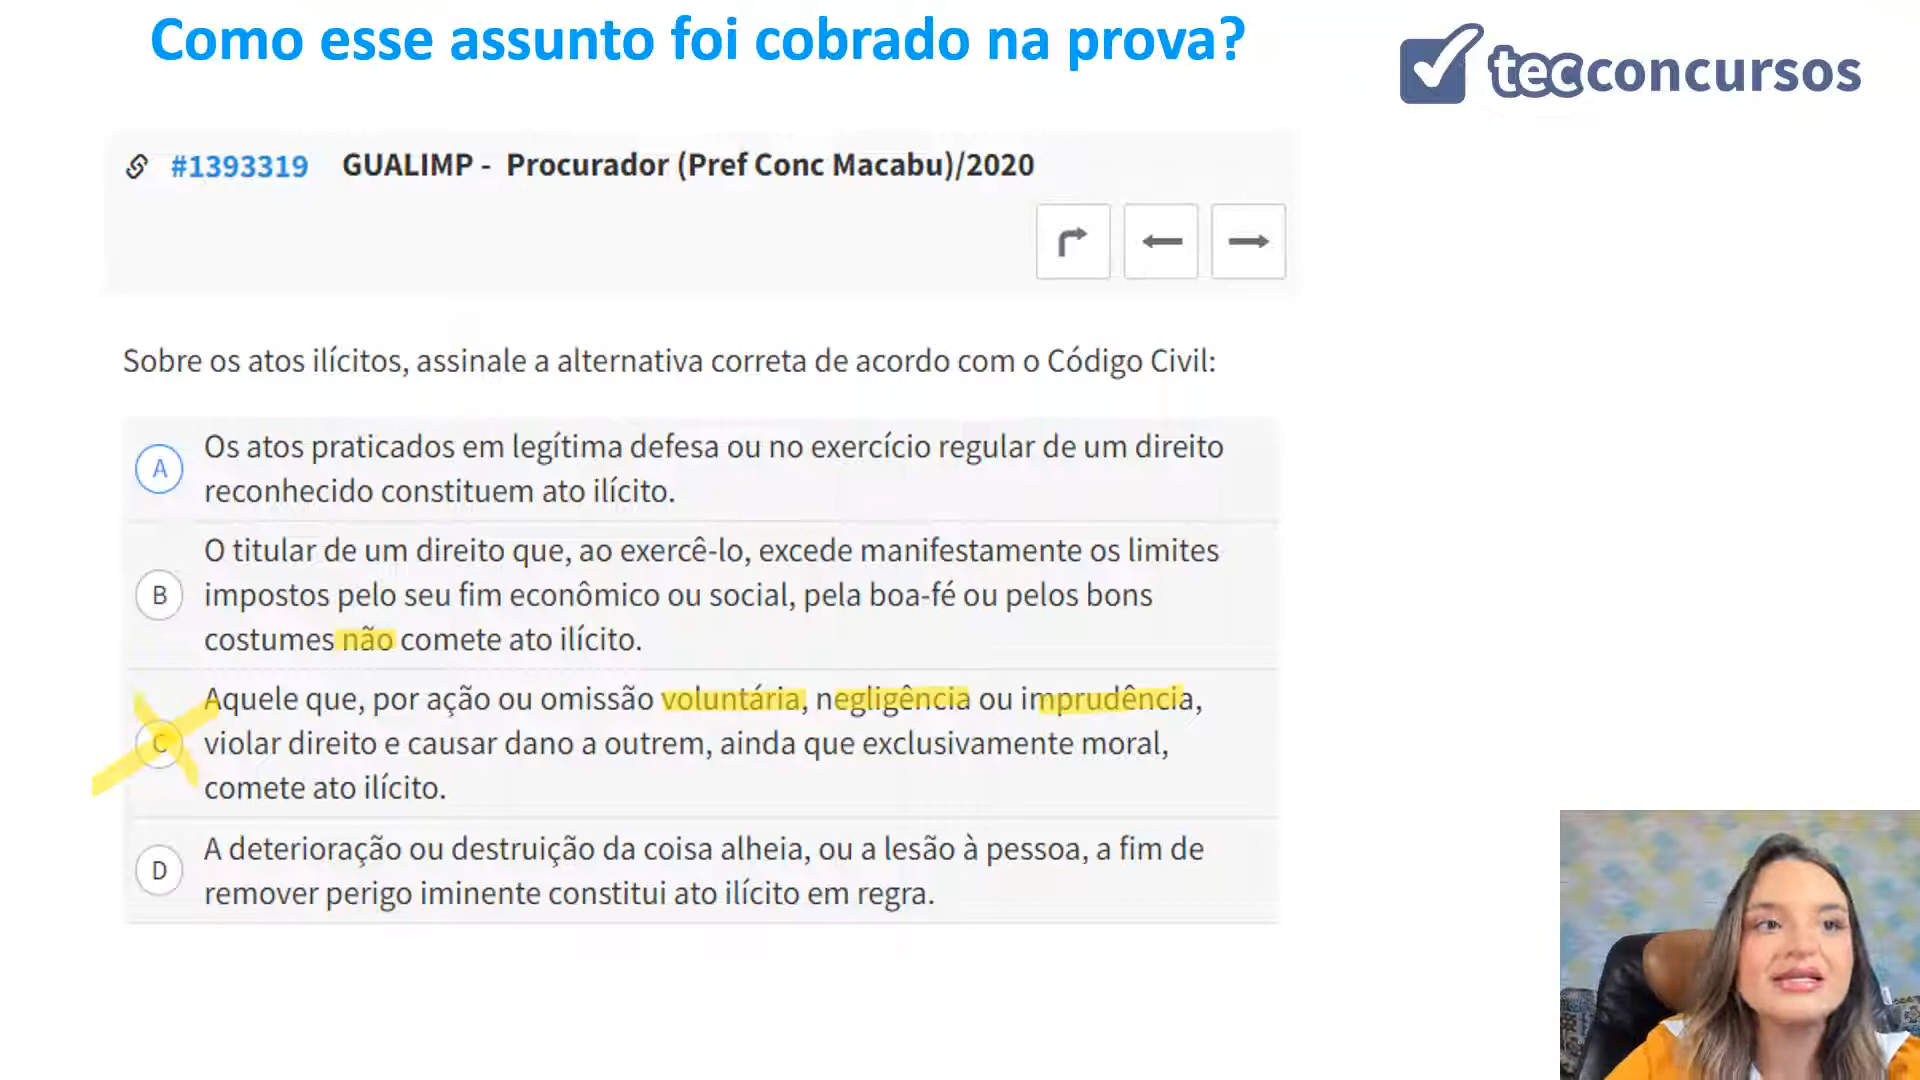 Como esse assunto foi cobrado na prova?
tecconcursos
#1393319 GUALIMP - Procurador (Pref Conc Macabu)/2020
Sobre os atos ilícitos, assinale a alternativa correta de acordo com o Código Civil:
A Os atos praticados em legítima defesa ou no exercício regular de um direito
reconhecido constituem ato ilícito.
B O titular de um direito que, ao exercê-lo, excede manifestamente os limites
impostos pelo seu fim econômico ou social, pela boa-fé ou pelos bons
costumes não comete ato ilícito.
C Aquele que, por ação ou omissão voluntária, negligência ou imprudência,
violar direito e causar dano a outrem, ainda que exclusivamente moral,
comete ato ilícito.
D A deterioração ou destruição da coisa alheia, ou a lesão à pessoa, a fim de
remover perigo iminente constitui ato ilícito em regra.